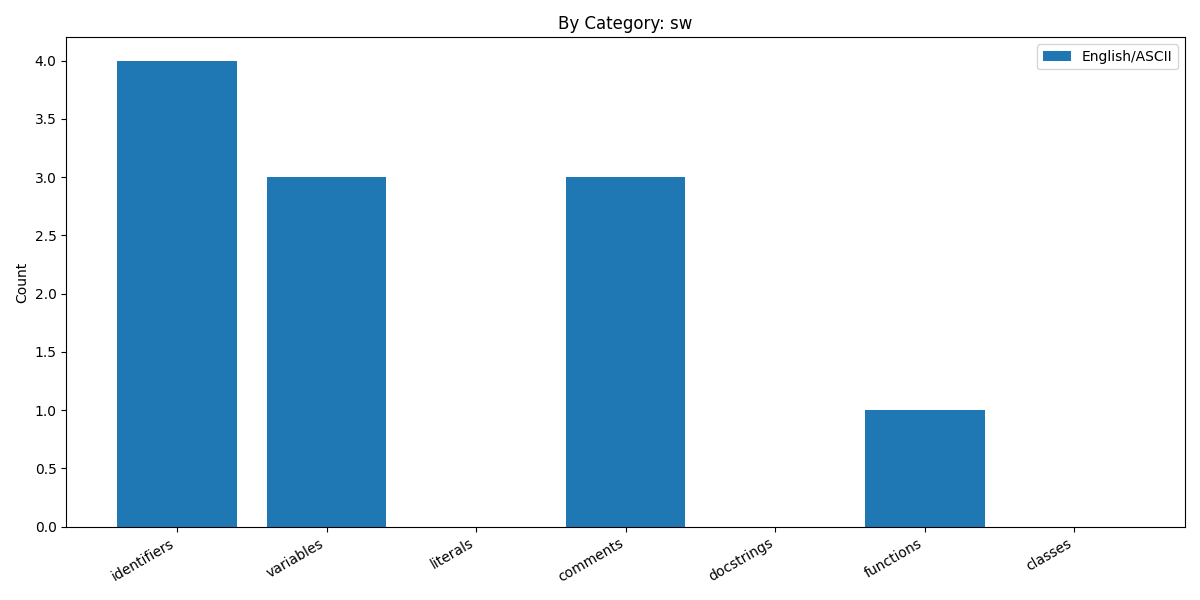 By Category: sw
English/ASCII
Count
4.0
3.5
3.0
2.5
2.0
1.5
1.0
0.5
0.0
identifiers
variables
literals
comments
docstrings
functions
classes